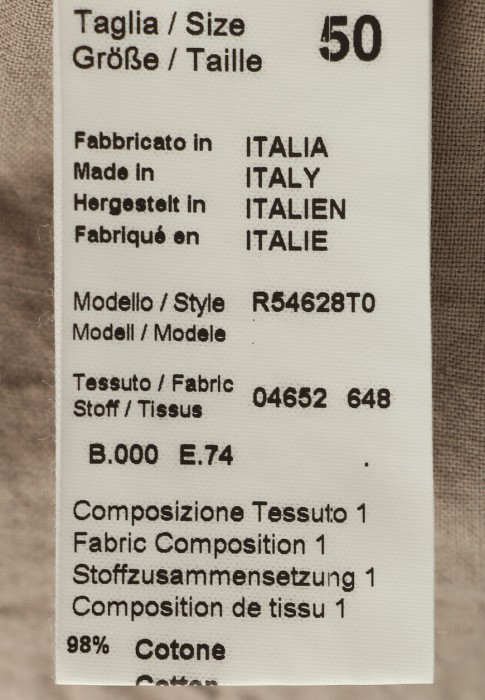 Taglia / Size 50
Größe / Taille
Fabbricato in ITALIA
Made in ITALY
Hergestelt in ITALIEN
Fabriqué en ITALIE
Modello / Style R54628T0
Modell / Modele
Tessuto / Fabric 04652 648
Stoff / Tissus
B.000 E.74
Composizione Tessuto 1
Fabric Composition 1
Stoffzusammensetzung 1
Composition de tissu 1
98% Cotone
Cotton